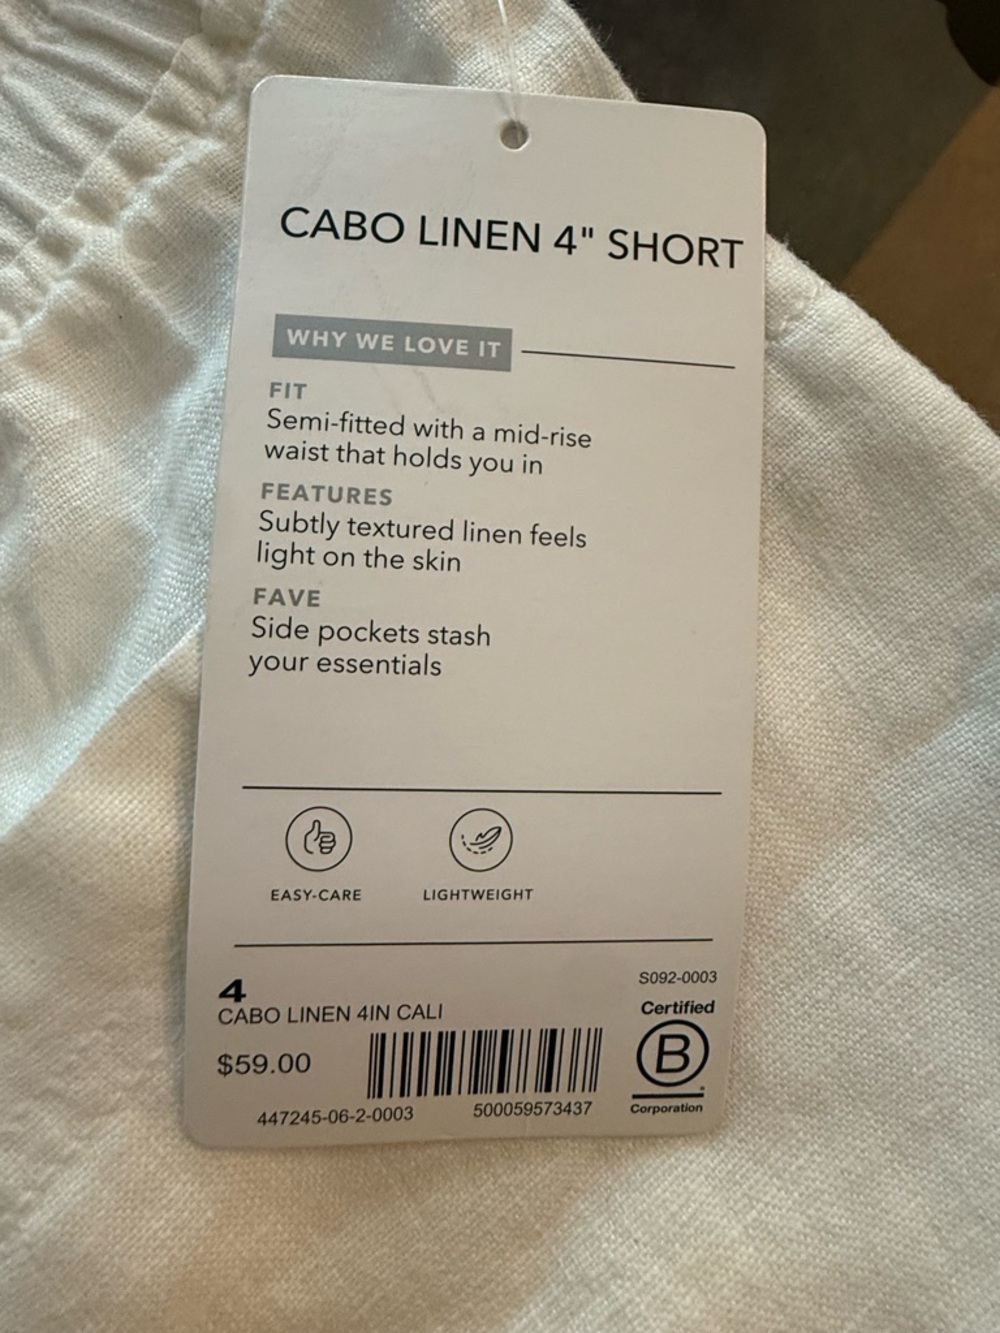 CABO LINEN 4" SHORT
WHY WE LOVE IT
FIT
Semi-fitted with a mid-rise
waist that holds you in
FEATURES
Subtly textured linen feels
light on the skin
FAVE
Side pockets stash
your essentials
EASY-CARE
LIGHTWEIGHT
4
CABO LINEN 4IN CALI
$59.00
447245-06-2-0003
500059573437
S092-0003
Certified
B
Corporation